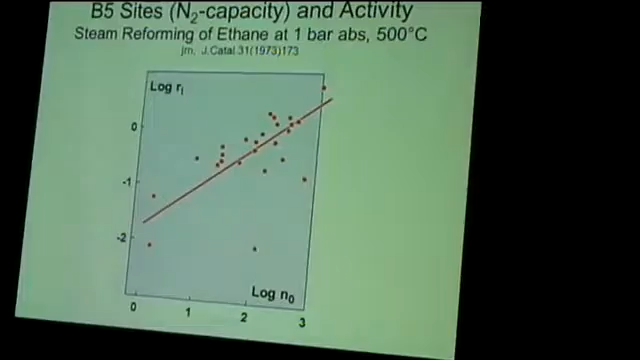 B5 Sites (N₂-capacity) and Activity
Steam Reforming of Ethane at 1 bar abs, 500°C
jrn, J.Catal 31(1973)173
Log rᵢ
0
-1
-2
Log n₀
0 1 2 3